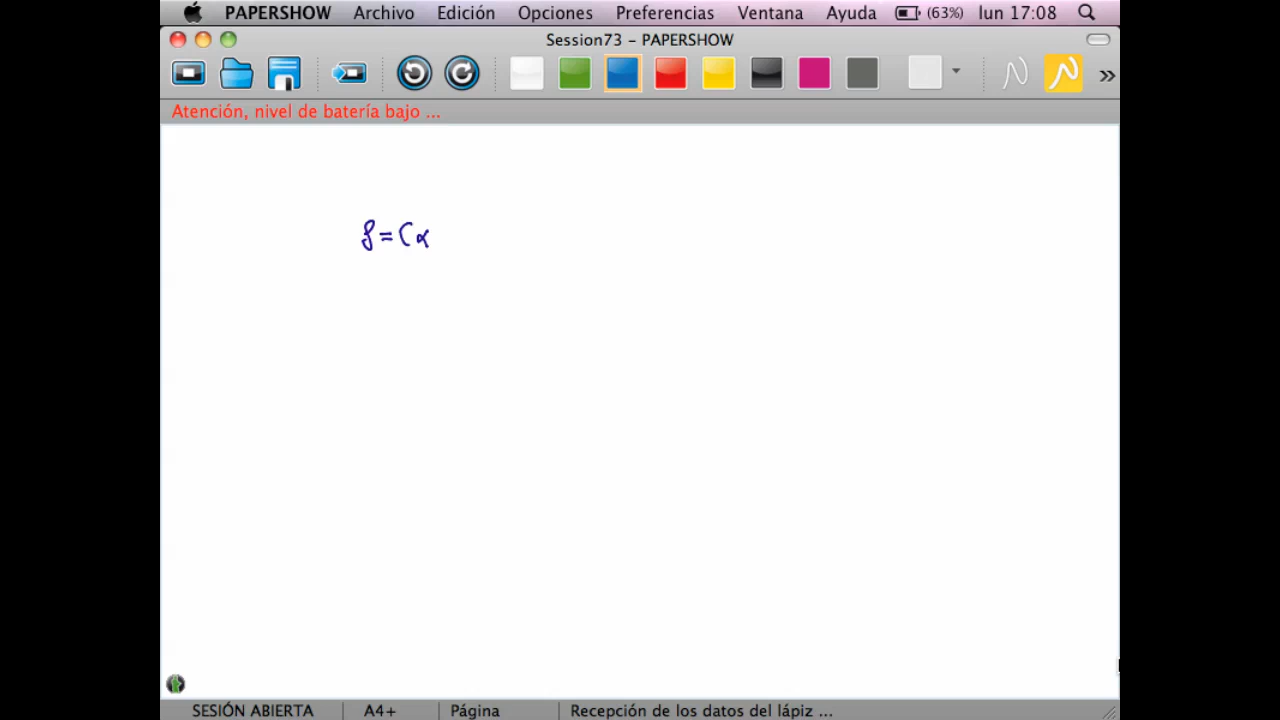 PAPERSHOW Archivo Edición Opciones Preferencias Ventana Ayuda (63%) lun 17:08
Session73 – PAPERSHOW
»
Atención, nivel de batería bajo ...
= Cα
SESIÓN ABIERTA A4+ Página Recepción de los datos del lápiz ...